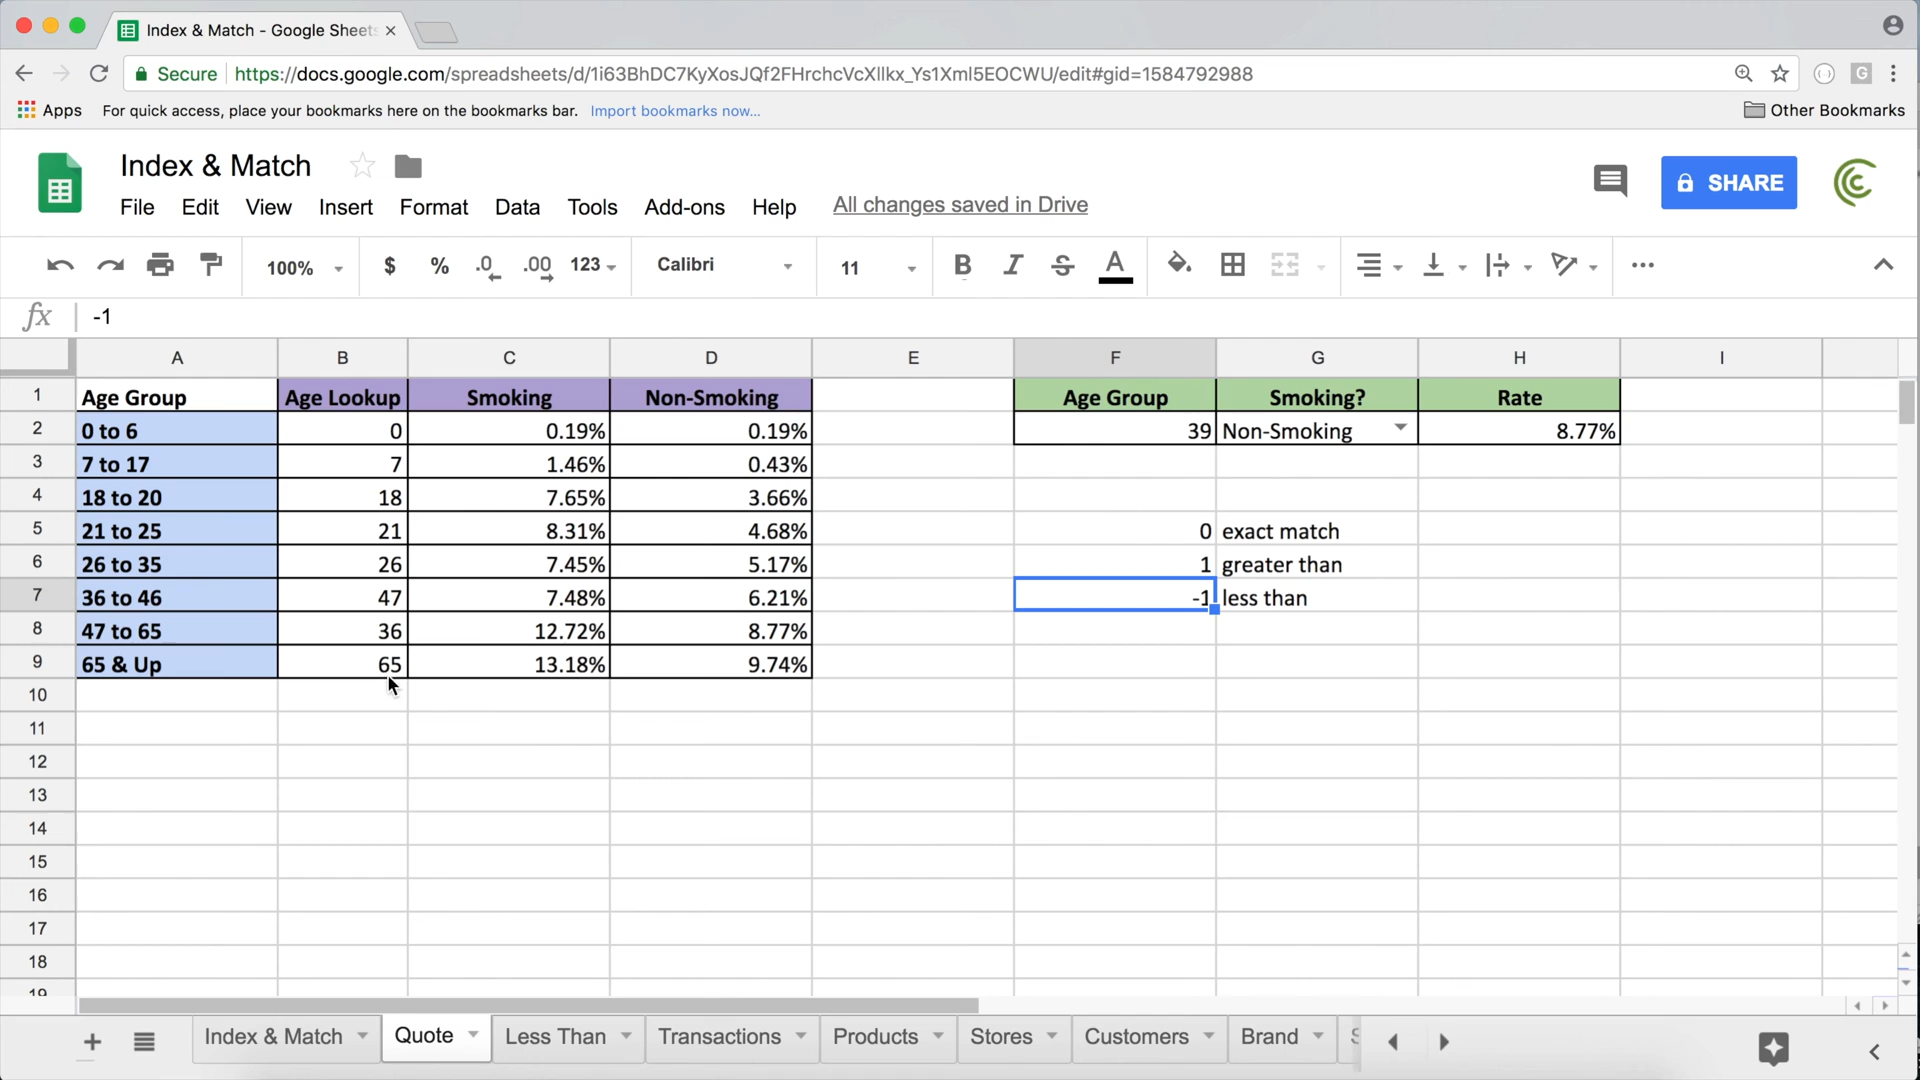 Index & Match - Google Sheets
Secure https://docs.google.com/spreadsheets/d/1i63BhDC7KyXosJQf2FHrchcVcXIlkx_Ys1Xml5EOCWU/edit#gid=1584792988
Apps For quick access, place your bookmarks here on the bookmarks bar. Import bookmarks now... Other Bookmarks
Index & Match
SHARE
File Edit View Insert Format Data Tools Add-ons Help All changes saved in Drive
100% $ % .0 .00 123 Calibri 11 B I S A
fx -1
A B C D E F G H I
1 Age Group Age Lookup Smoking Non-Smoking Age Group Smoking? Rate
2 0 to 6 0 0.19% 0.19% 39 Non-Smoking 8.77%
3 7 to 17 7 1.46% 0.43%
4 18 to 20 18 7.65% 3.66%
5 21 to 25 21 8.31% 4.68% 0 exact match
6 26 to 35 26 7.45% 5.17% 1 greater than
7 36 to 46 47 7.48% 6.21% -1 less than
8 47 to 65 36 12.72% 8.77%
9 65 & Up 65 13.18% 9.74%
10
11
12
13
14
15
16
17
18
19
Index & Match Quote Less Than Transactions Products Stores Customers Brand